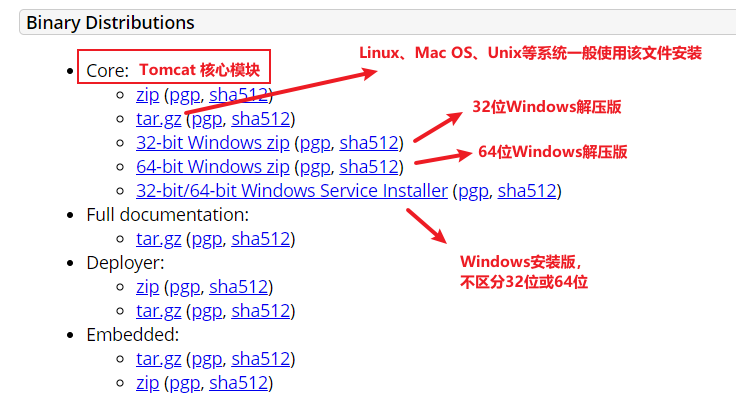 Binary Distributions
Linux、Mac OS、Unix等系统一般使用该文件安装
Core: Tomcat 核心模块
zip (pgp, sha512)
tar.gz (pgp, sha512)
32位Windows解压版
32-bit Windows zip (pgp, sha512)
64位Windows解压版
64-bit Windows zip (pgp, sha512)
32-bit/64-bit Windows Service Installer (pgp, sha512)
Full documentation:
tar.gz (pgp, sha512)
Windows安装版，
不区分32位或64位
Deployer:
zip (pgp, sha512)
tar.gz (pgp, sha512)
Embedded:
tar.gz (pgp, sha512)
zip (pgp, sha512)